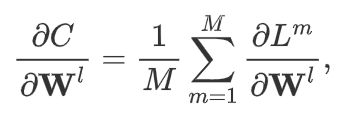 ∂C/∂𝐖^l = 1/M ∑_{m=1}^{M} ∂L^m/∂𝐖^l,